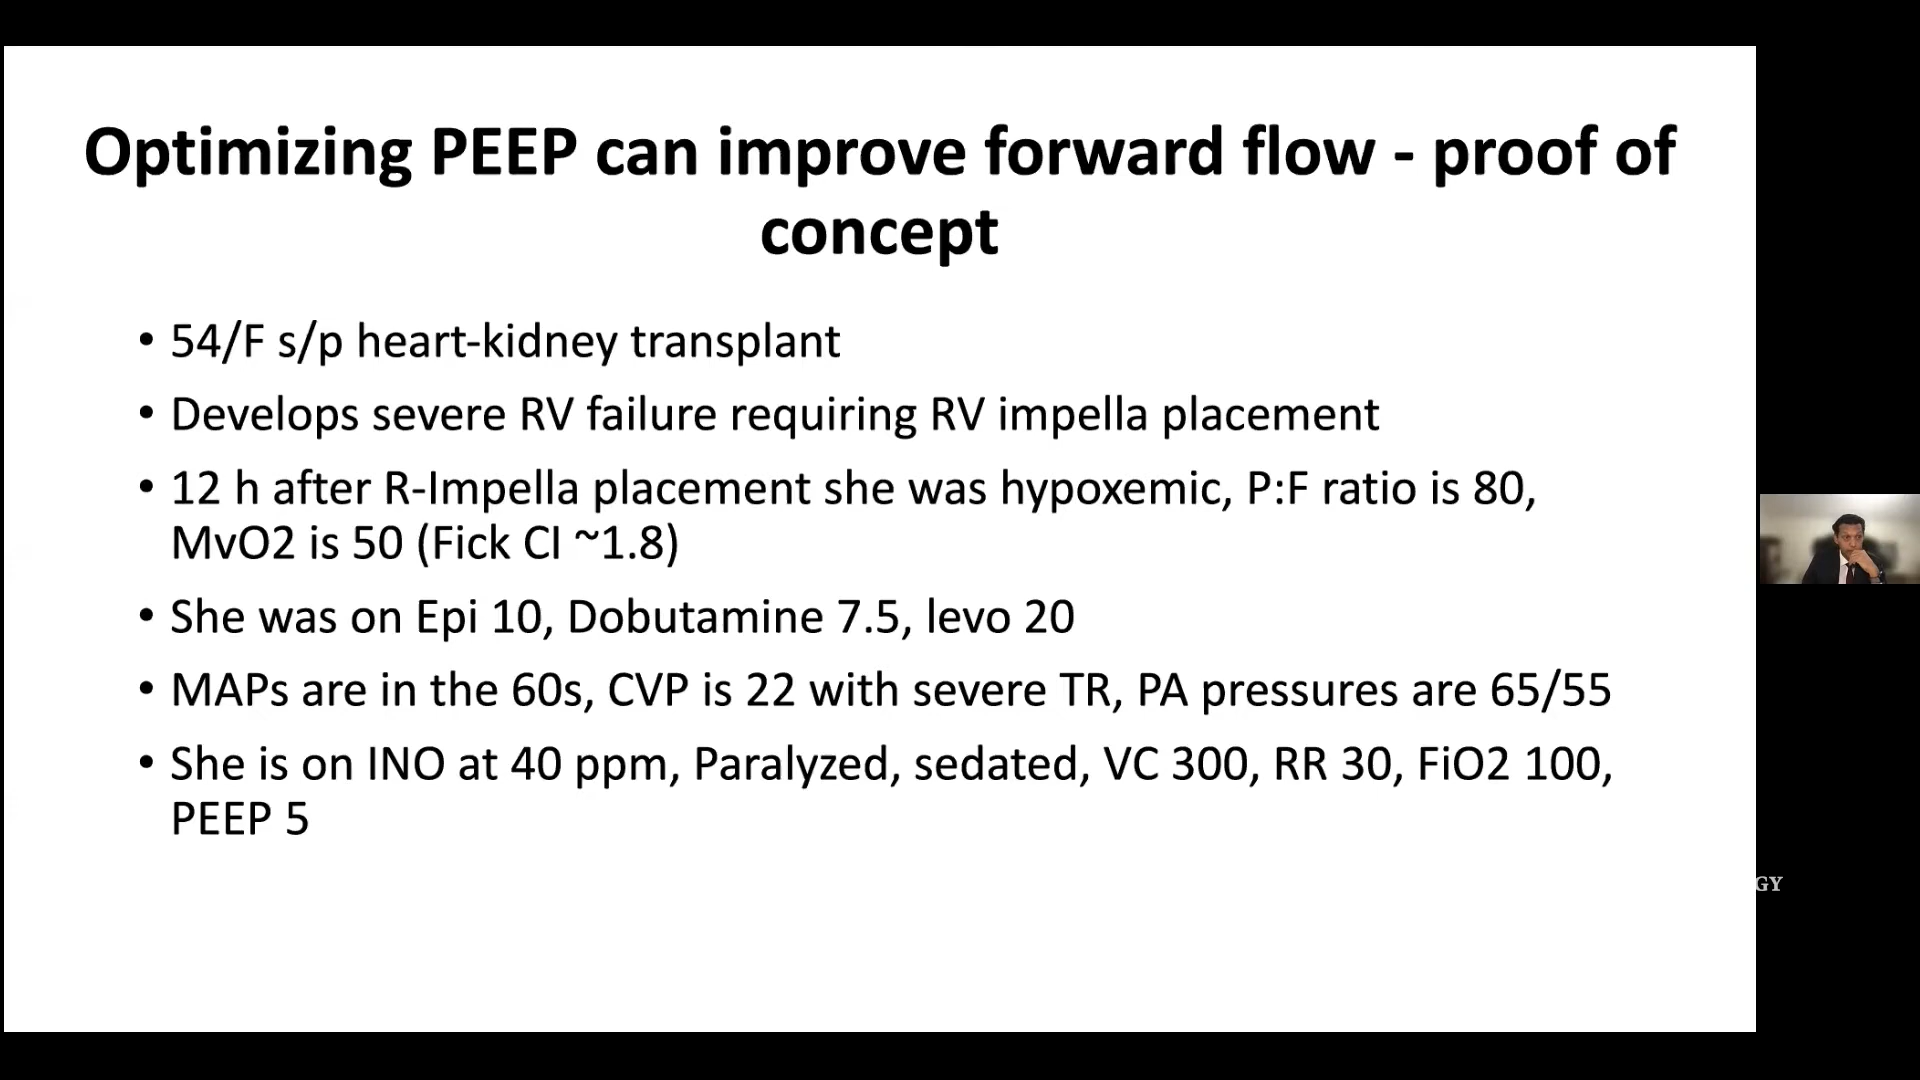 Optimizing PEEP can improve forward flow - proof of
concept
• 54/F s/p heart-kidney transplant
• Develops severe RV failure requiring RV impella placement
• 12 h after R-Impella placement she was hypoxemic, P:F ratio is 80,
MvO2 is 50 (Fick CI ~1.8)
• She was on Epi 10, Dobutamine 7.5, levo 20
• MAPs are in the 60s, CVP is 22 with severe TR, PA pressures are 65/55
• She is on INO at 40 ppm, Paralyzed, sedated, VC 300, RR 30, FiO2 100,
PEEP 5
GY